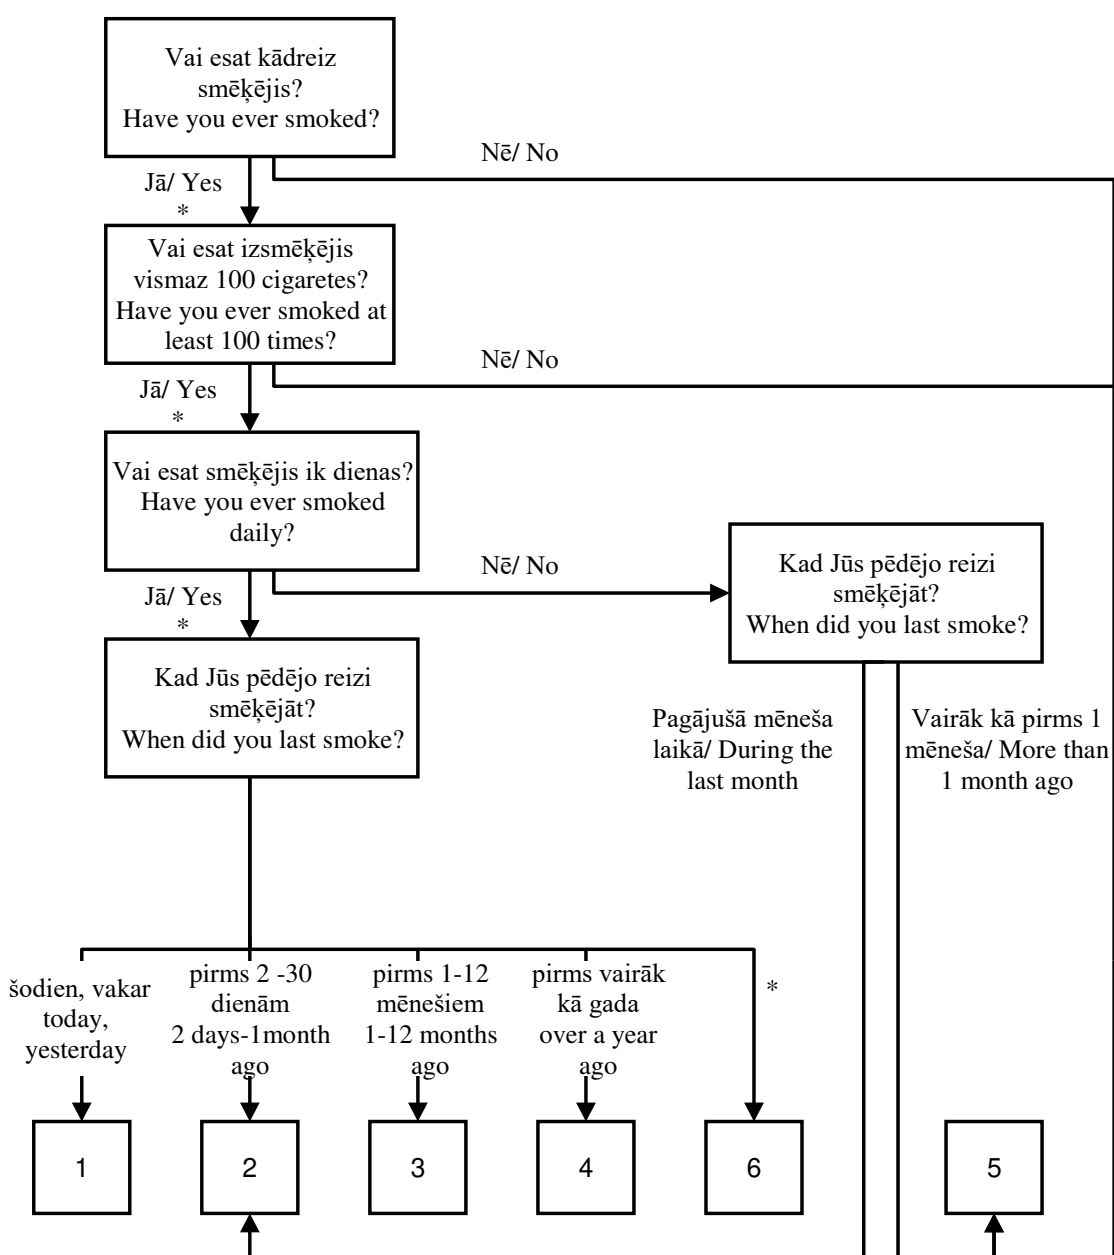 Vai esat kādreiz
smēķējis?
Have you ever smoked?
Nē/ No
Jā/ Yes
*
Vai esat izsmēķējis
vismaz 100 cigaretes?
Have you ever smoked at
least 100 times?
Nē/ No
Jā/ Yes
*
Vai esat smēķējis ik dienas?
Have you ever smoked
daily?
Nē/ No
Jā/ Yes
*
Kad Jūs pēdējo reizi
smēķējāt?
When did you last smoke?
Kad Jūs pēdējo reizi
smēķējāt?
When did you last smoke?
Pagājušā mēneša
laikā/ During the
last month
Vairāk kā pirms 1
mēneša/ More than
1 month ago
šodien, vakar
today,
yesterday
pirms 2 -30
dienām
2 days-1month
ago
pirms 1-12
mēnešiem
1-12 months
ago
pirms vairāk
kā gada
over a year
ago
*
1
2
3
4
6
5